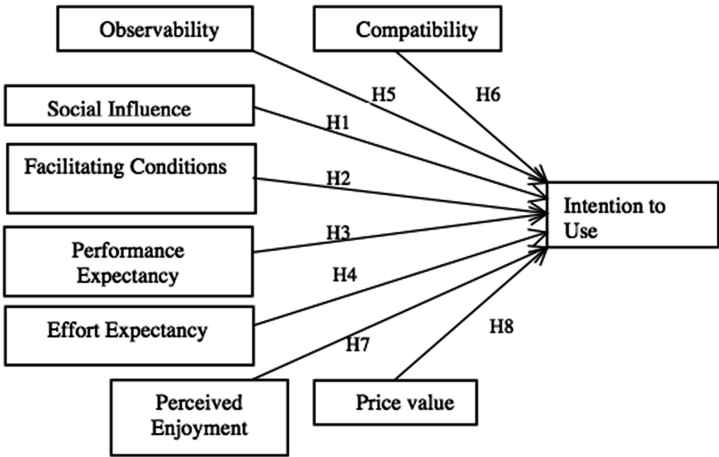 Observability
Compatibility
H5
H6
Social Influence
H1
Facilitating Conditions
H2
Intention to
Use
Performance
Expectancy
H3
H4
Effort Expectancy
H7
H8
Perceived
Enjoyment
Price value